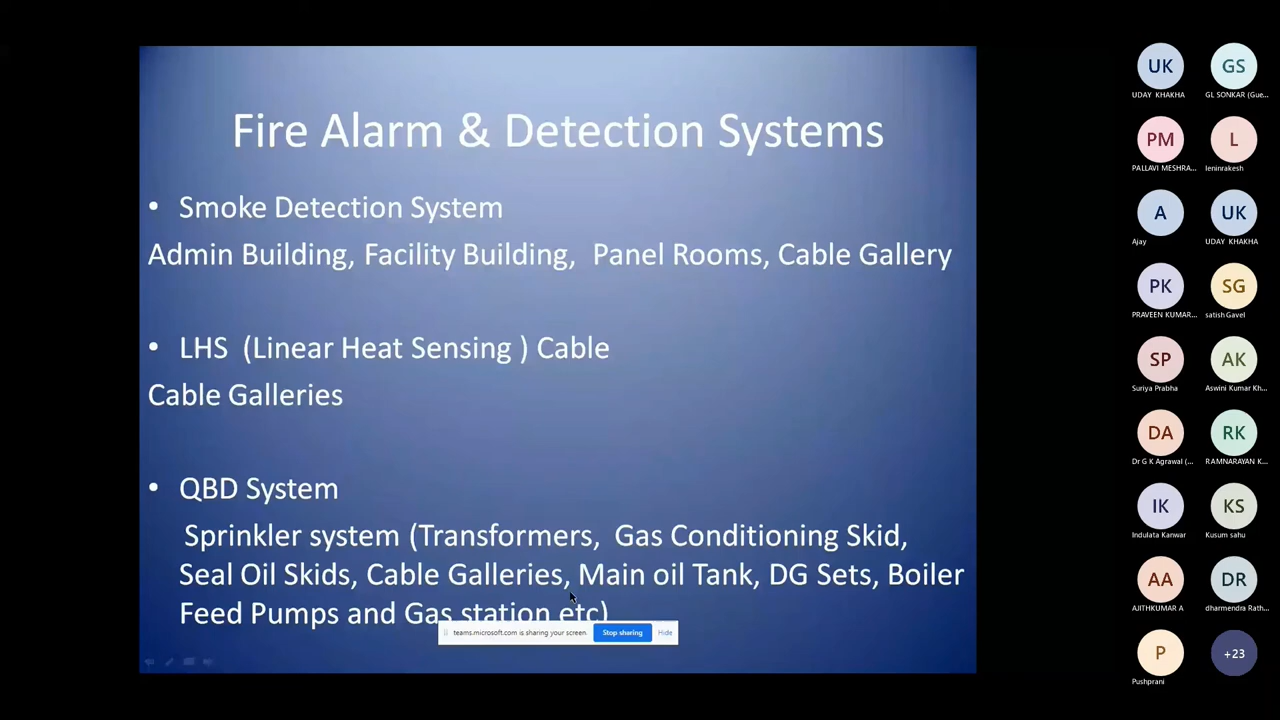 Fire Alarm & Detection Systems
• Smoke Detection System
Admin Building, Facility Building, Panel Rooms, Cable Gallery
• LHS (Linear Heat Sensing ) Cable
Cable Galleries
• QBD System
Sprinkler system (Transformers, Gas Conditioning Skid,
Seal Oil Skids, Cable Galleries, Main oil Tank, DG Sets, Boiler
Feed Pumps and Gas station etc)
teams.microsoft.com is sharing your screen. Stop sharing Hide
UK GS
UDAY KHAKHA GL SONKAR (Gue...
PM L
PALLAVI MESHRA... leninrakesh
A UK
Ajay UDAY KHAKHA
PK SG
PRAVEEN KUMAR... satish Gavel
SP AK
Suriya Prabha Aswini Kumar Kh...
DA RK
Dr G K Agrawal (... RAMNARAYAN K...
IK KS
Indulata Kanwar Kusum sahu
AA DR
AJITHKUMAR A dharmendra Rath...
P +23
Pushprani